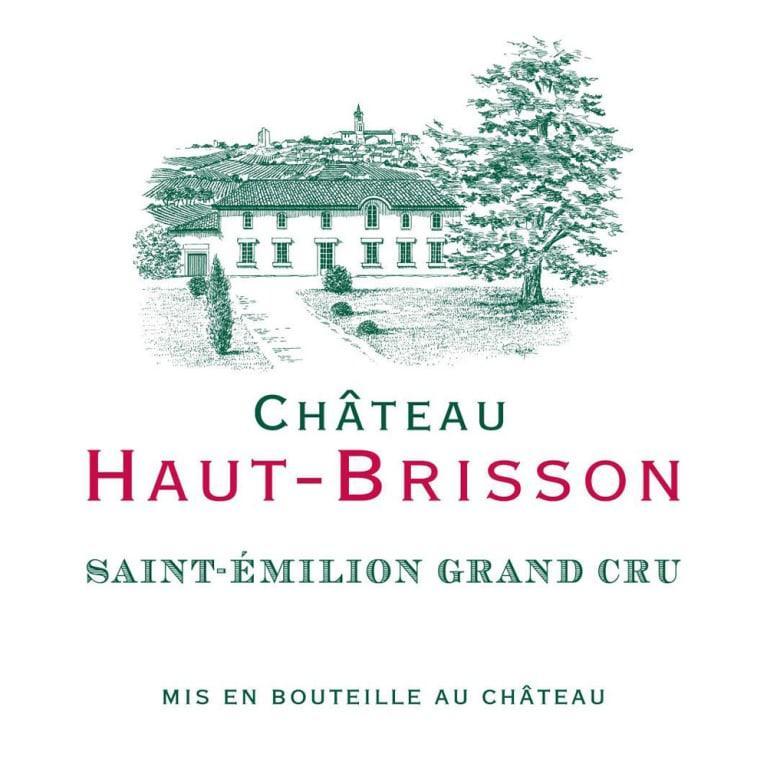 CHÂTEAU
HAUT-BRISSON
SAINT-ÉMILION GRAND CRU
MIS EN BOUTEILLE AU CHÂTEAU